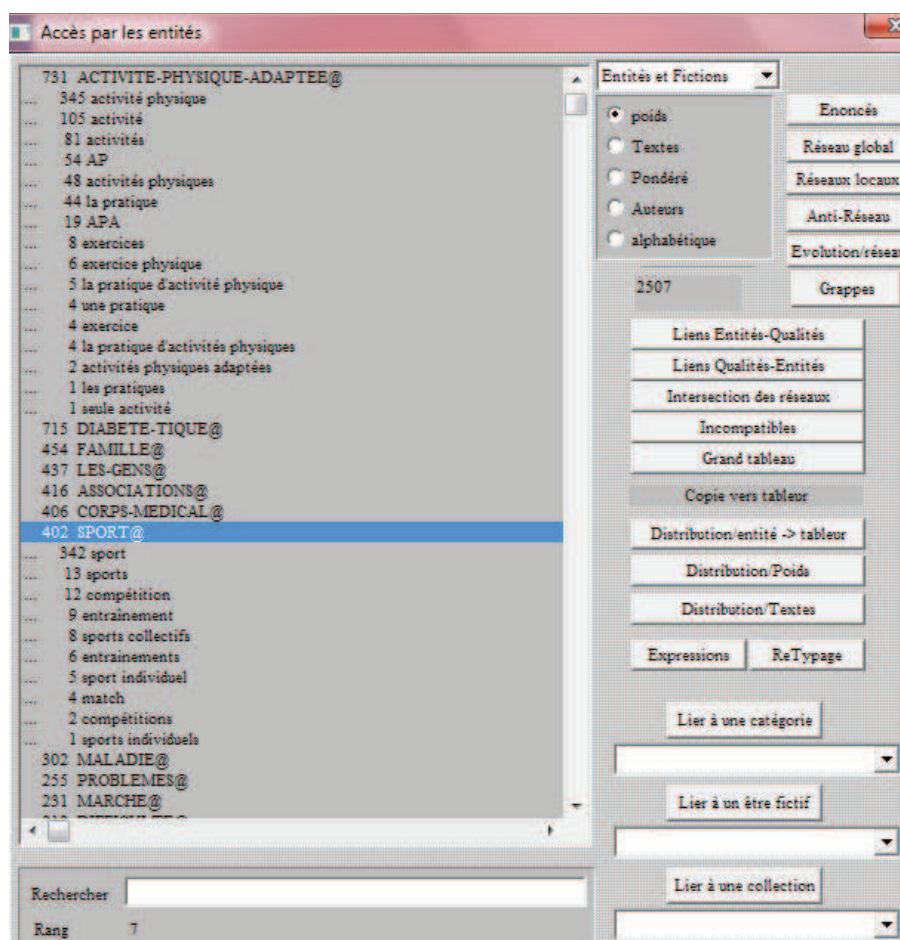 Accès par les entités
731 ACTIVITE-PHYSIQUE-ADAPTEE@
... 345 activité physique
... 105 activité
... 81 activités
... 54 AP
... 48 activités physiques
... 44 la pratique
... 19 APA
... 8 exercices
... 6 exercice physique
... 5 la pratique d'activité physique
... 4 une pratique
... 4 exercice
... 4 la pratique d'activités physiques
... 2 activités physiques adaptées
... 1 les pratiques
... 1 seule activité
715 DIABETE-TIQUE@
454 FAMILLE@
437 LES-GENS@
416 ASSOCIATIONS@
406 CORPS-MEDICAL@
402 SPORT@
... 342 sport
... 13 sports
... 12 compétition
... 9 entraînement
... 8 sports collectifs
... 6 entrainements
... 5 sport individuel
... 4 match
... 2 compétitions
... 1 sports individuels
302 MALADIE@
255 PROBLEMES@
231 MARCHE@
Rechercher
Rang 7
Entités et Fictions
poids
Textes
Pondéré
Auteurs
alphabétique
Enoncés
Réseau global
Réseaux locaux
Anti-Réseau
Evolution/réseau
2507
Grappes
Liens Entités-Qualités
Liens Qualités-Entités
Intersection des réseaux
Incompatibles
Grand tableau
Copie vers tableur
Distribution/entité -> tableur
Distribution/Poids
Distribution/Textes
Expressions ReTypage
Lier à une catégorie
Lier à un être fictif
Lier à une collection